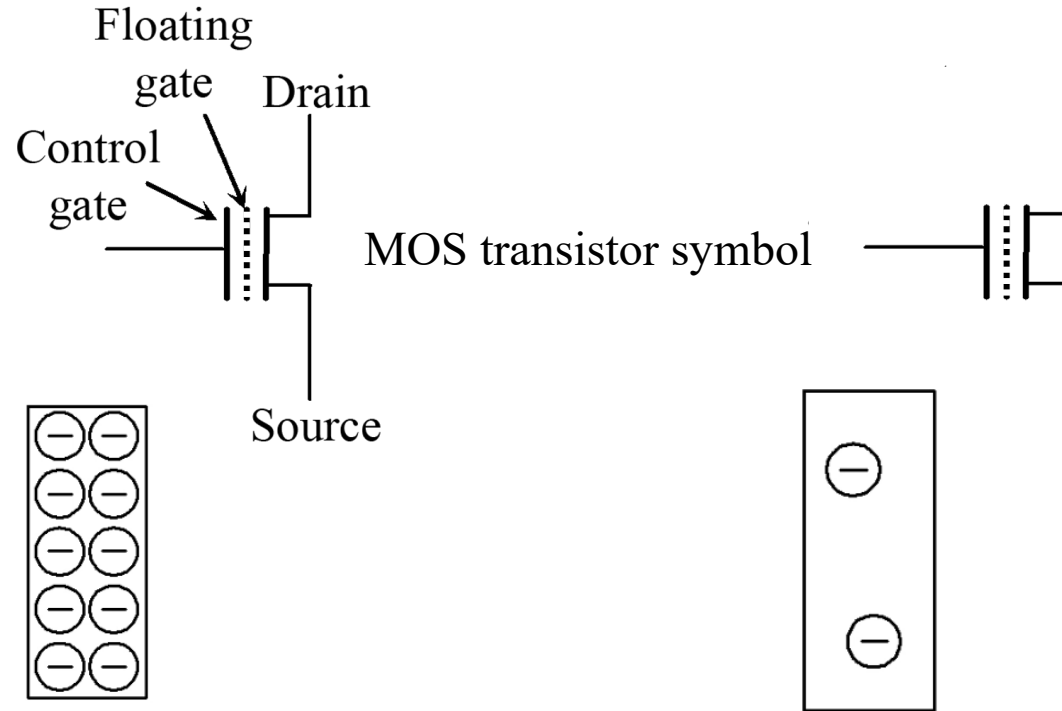 Floating
gate
Drain
Control
gate
MOS transistor symbol
Source